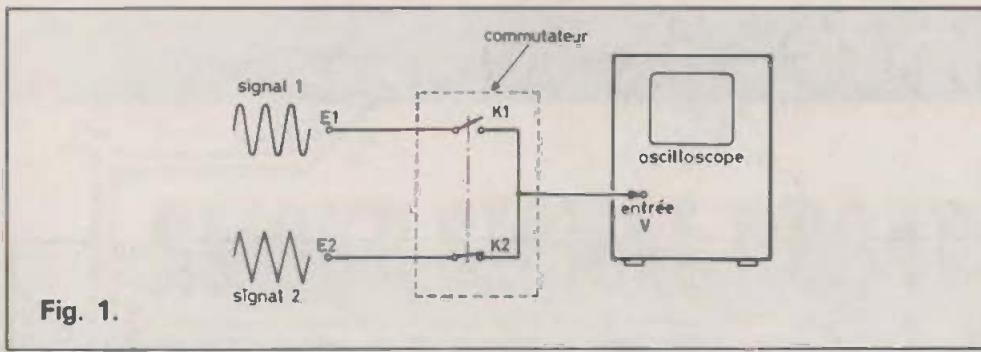 commutateur
signal 1
E1
K1
oscilloscope
entrée
V
E2
K2
signal 2
Fig. 1.